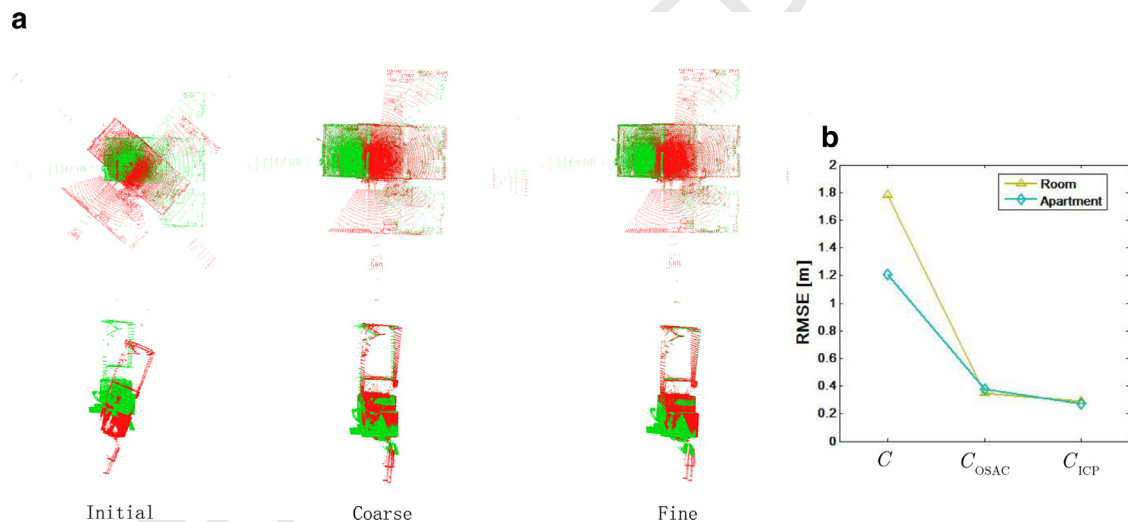 a
b
2
1.8
1.6
1.4
1.2
1
0.8
0.6
0.4
0.2
0
RMSE [m]
Room
Apartment
C
C_OSAC
C_ICP
Initial
Coarse
Fine